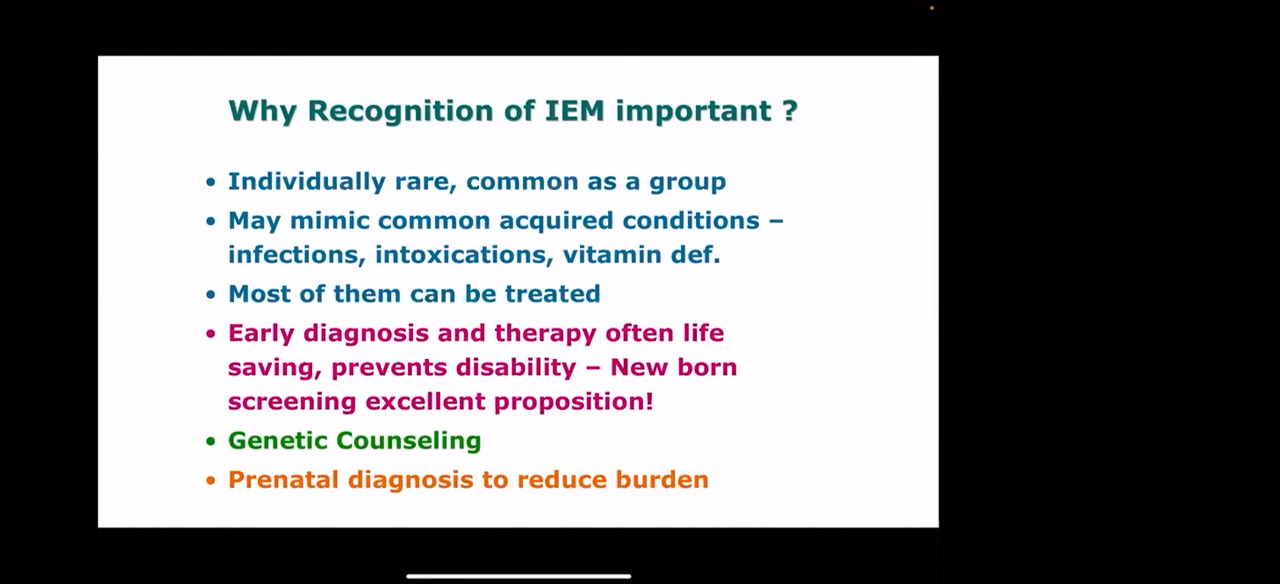 Why Recognition of IEM important ?
• Individually rare, common as a group
• May mimic common acquired conditions –
infections, intoxications, vitamin def.
• Most of them can be treated
• Early diagnosis and therapy often life
saving, prevents disability – New born
screening excellent proposition!
• Genetic Counseling
• Prenatal diagnosis to reduce burden